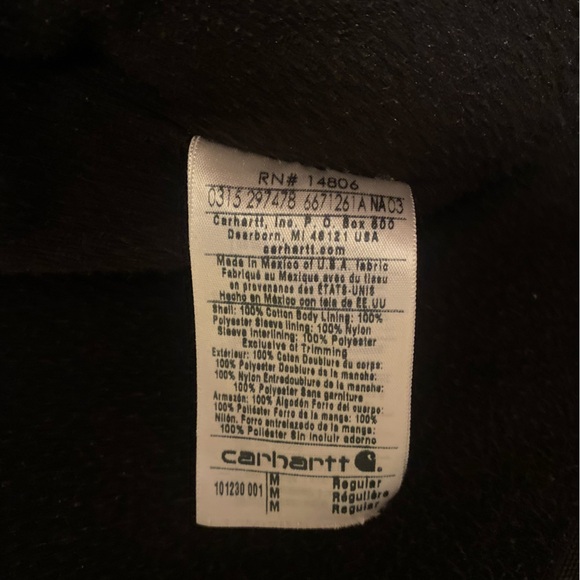 RN# 14806
0315 297478 6671261A NA 03
Carhartt, Inc. P. O. Box 600
Dearborn, MI 48121 USA
carhartt.com
Made in Mexico of U.S.A. fabric
Fabriqué au Mexique avec du tissu
en provenance des ÉTATS-UNIS
Hecho en México con tela de EE.UU
Shell: 100% Cotton Body Lining: 100%
Polyester Sleeve lining: 100% Nylon
Sleeve Interlining: 100% Polyester
Exclusive of Trimming
Extérieur: 100% Coton Doublure du corps:
100% Polyester Doublure de la manche:
100% Nylon Entredoublure de la manche:
100% Polyester Sans garniture
Armazón: 100% Algodón Forro del cuerpo:
100% Poliéster Forro de la manga: 100%
Nilón. Forro entrelazado de la manga:
100% Poliéster Sin incluir adorno
carhartt
M Regular
101230 001 M Régulière
M Regular